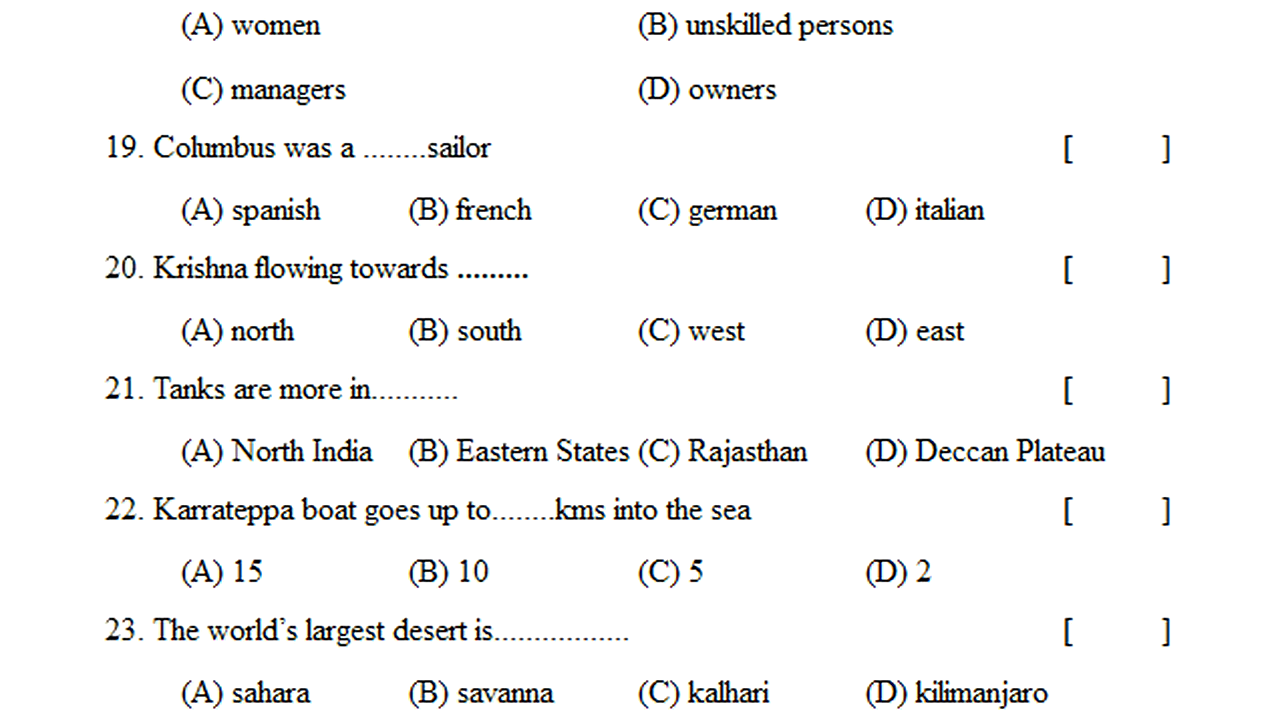 (A) women (B) unskilled persons
(C) managers (D) owners
19. Columbus was a ........sailor [ ]
(A) spanish (B) french (C) german (D) italian
20. Krishna flowing towards ......... [ ]
(A) north (B) south (C) west (D) east
21. Tanks are more in........... [ ]
(A) North India (B) Eastern States (C) Rajasthan (D) Deccan Plateau
22. Karrateppa boat goes up to........kms into the sea [ ]
(A) 15 (B) 10 (C) 5 (D) 2
23. The world’s largest desert is................. [ ]
(A) sahara (B) savanna (C) kalhari (D) kilimanjaro